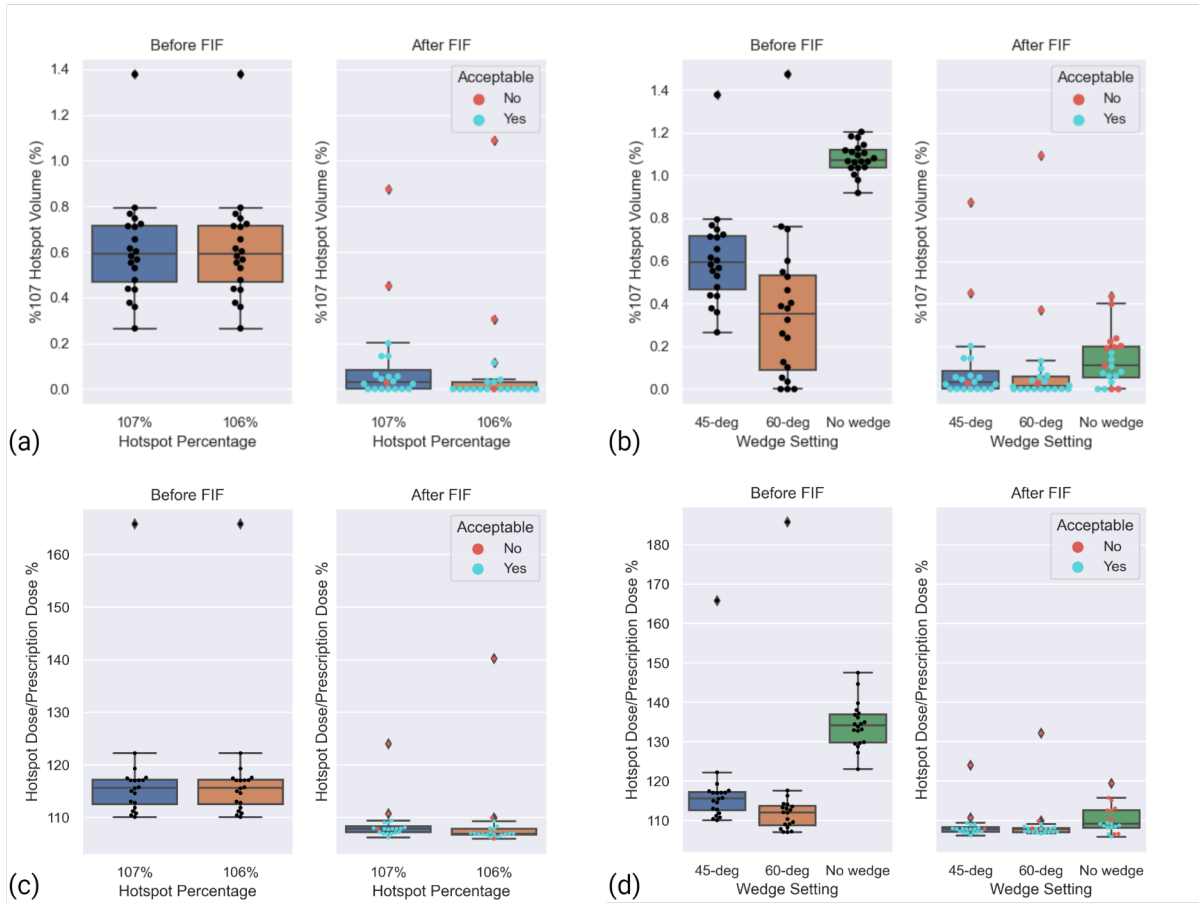 Before FIF
After FIF
%107 Hotspot Volume (%)
1.4
1.2
1.0
0.8
0.6
0.4
0.2
0.0
107%
106%
Hotspot Percentage
%107 Hotspot Volume (%)
Acceptable
No
Yes
107%
106%
Hotspot Percentage
(a)
Before FIF
After FIF
%107 Hotspot Volume (%)
1.4
1.2
1.0
0.8
0.6
0.4
0.2
0.0
45-deg
60-deg
No wedge
Wedge Setting
%107 Hotspot Volume (%)
Acceptable
No
Yes
45-deg
60-deg
No wedge
Wedge Setting
(b)
Before FIF
After FIF
Hotspot Dose/Prescription Dose %
160
150
140
130
120
110
107%
106%
Hotspot Percentage
Hotspot Dose/Prescription Dose %
Acceptable
No
Yes
107%
106%
Hotspot Percentage
(c)
Before FIF
After FIF
Hotspot Dose/Prescription Dose %
180
170
160
150
140
130
120
110
45-deg
60-deg
No wedge
Wedge Setting
Hotspot Dose/Prescription Dose %
Acceptable
No
Yes
45-deg
60-deg
No wedge
Wedge Setting
(d)